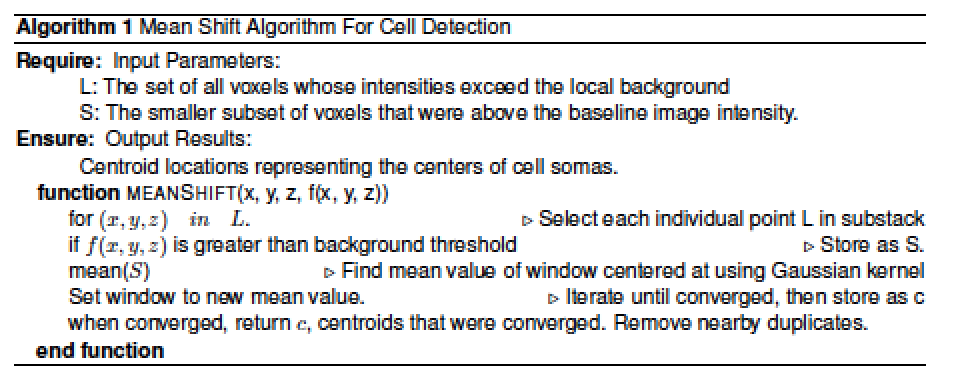 Algorithm 1 Mean Shift Algorithm For Cell Detection
Require: Input Parameters:
L: The set of all voxels whose intensities exceed the local background
S: The smaller subset of voxels that were above the baseline image intensity.
Ensure: Output Results:
Centroid locations representing the centers of cell somas.
function MEANSHIFT(x, y, z, f(x, y, z))
for (x, y, z) in L. ▹ Select each individual point L in substack
if f(x, y, z) is greater than background threshold ▹ Store as S.
mean(S) ▹ Find mean value of window centered at using Gaussian kernel
Set window to new mean value. ▹ Iterate until converged, then store as c
when converged, return c, centroids that were converged. Remove nearby duplicates.
end function